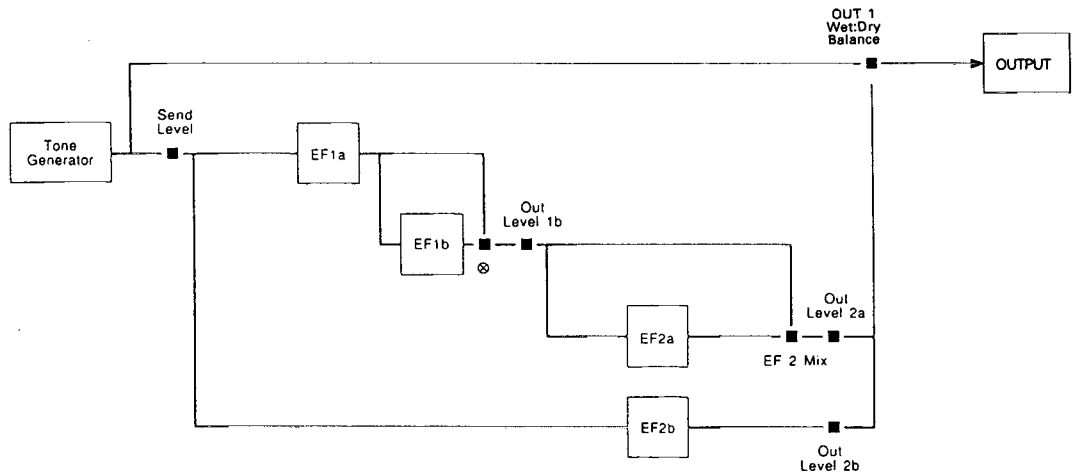 OUT 1
Wet:Dry
Balance
OUTPUT
Send
Level
Tone
Generator
EF1a
Out
Level 1b
EF1b
Out
Level 2a
EF2a
EF 2 Mix
EF2b
Out
Level 2b